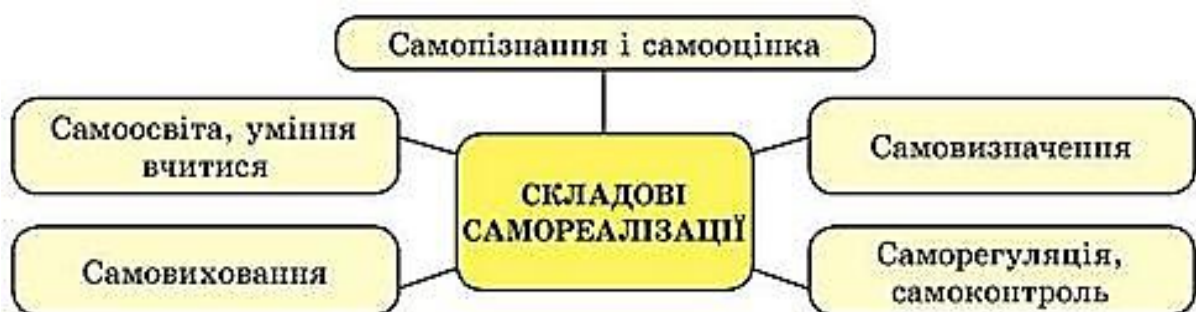 Самопізнання і самооцінка
Самоосвіта, уміння
вчитися
СКЛАДОВІ
САМОРЕАЛІЗАЦІЇ
Самовизначення
Самовиховання
Саморегуляція,
самоконтроль